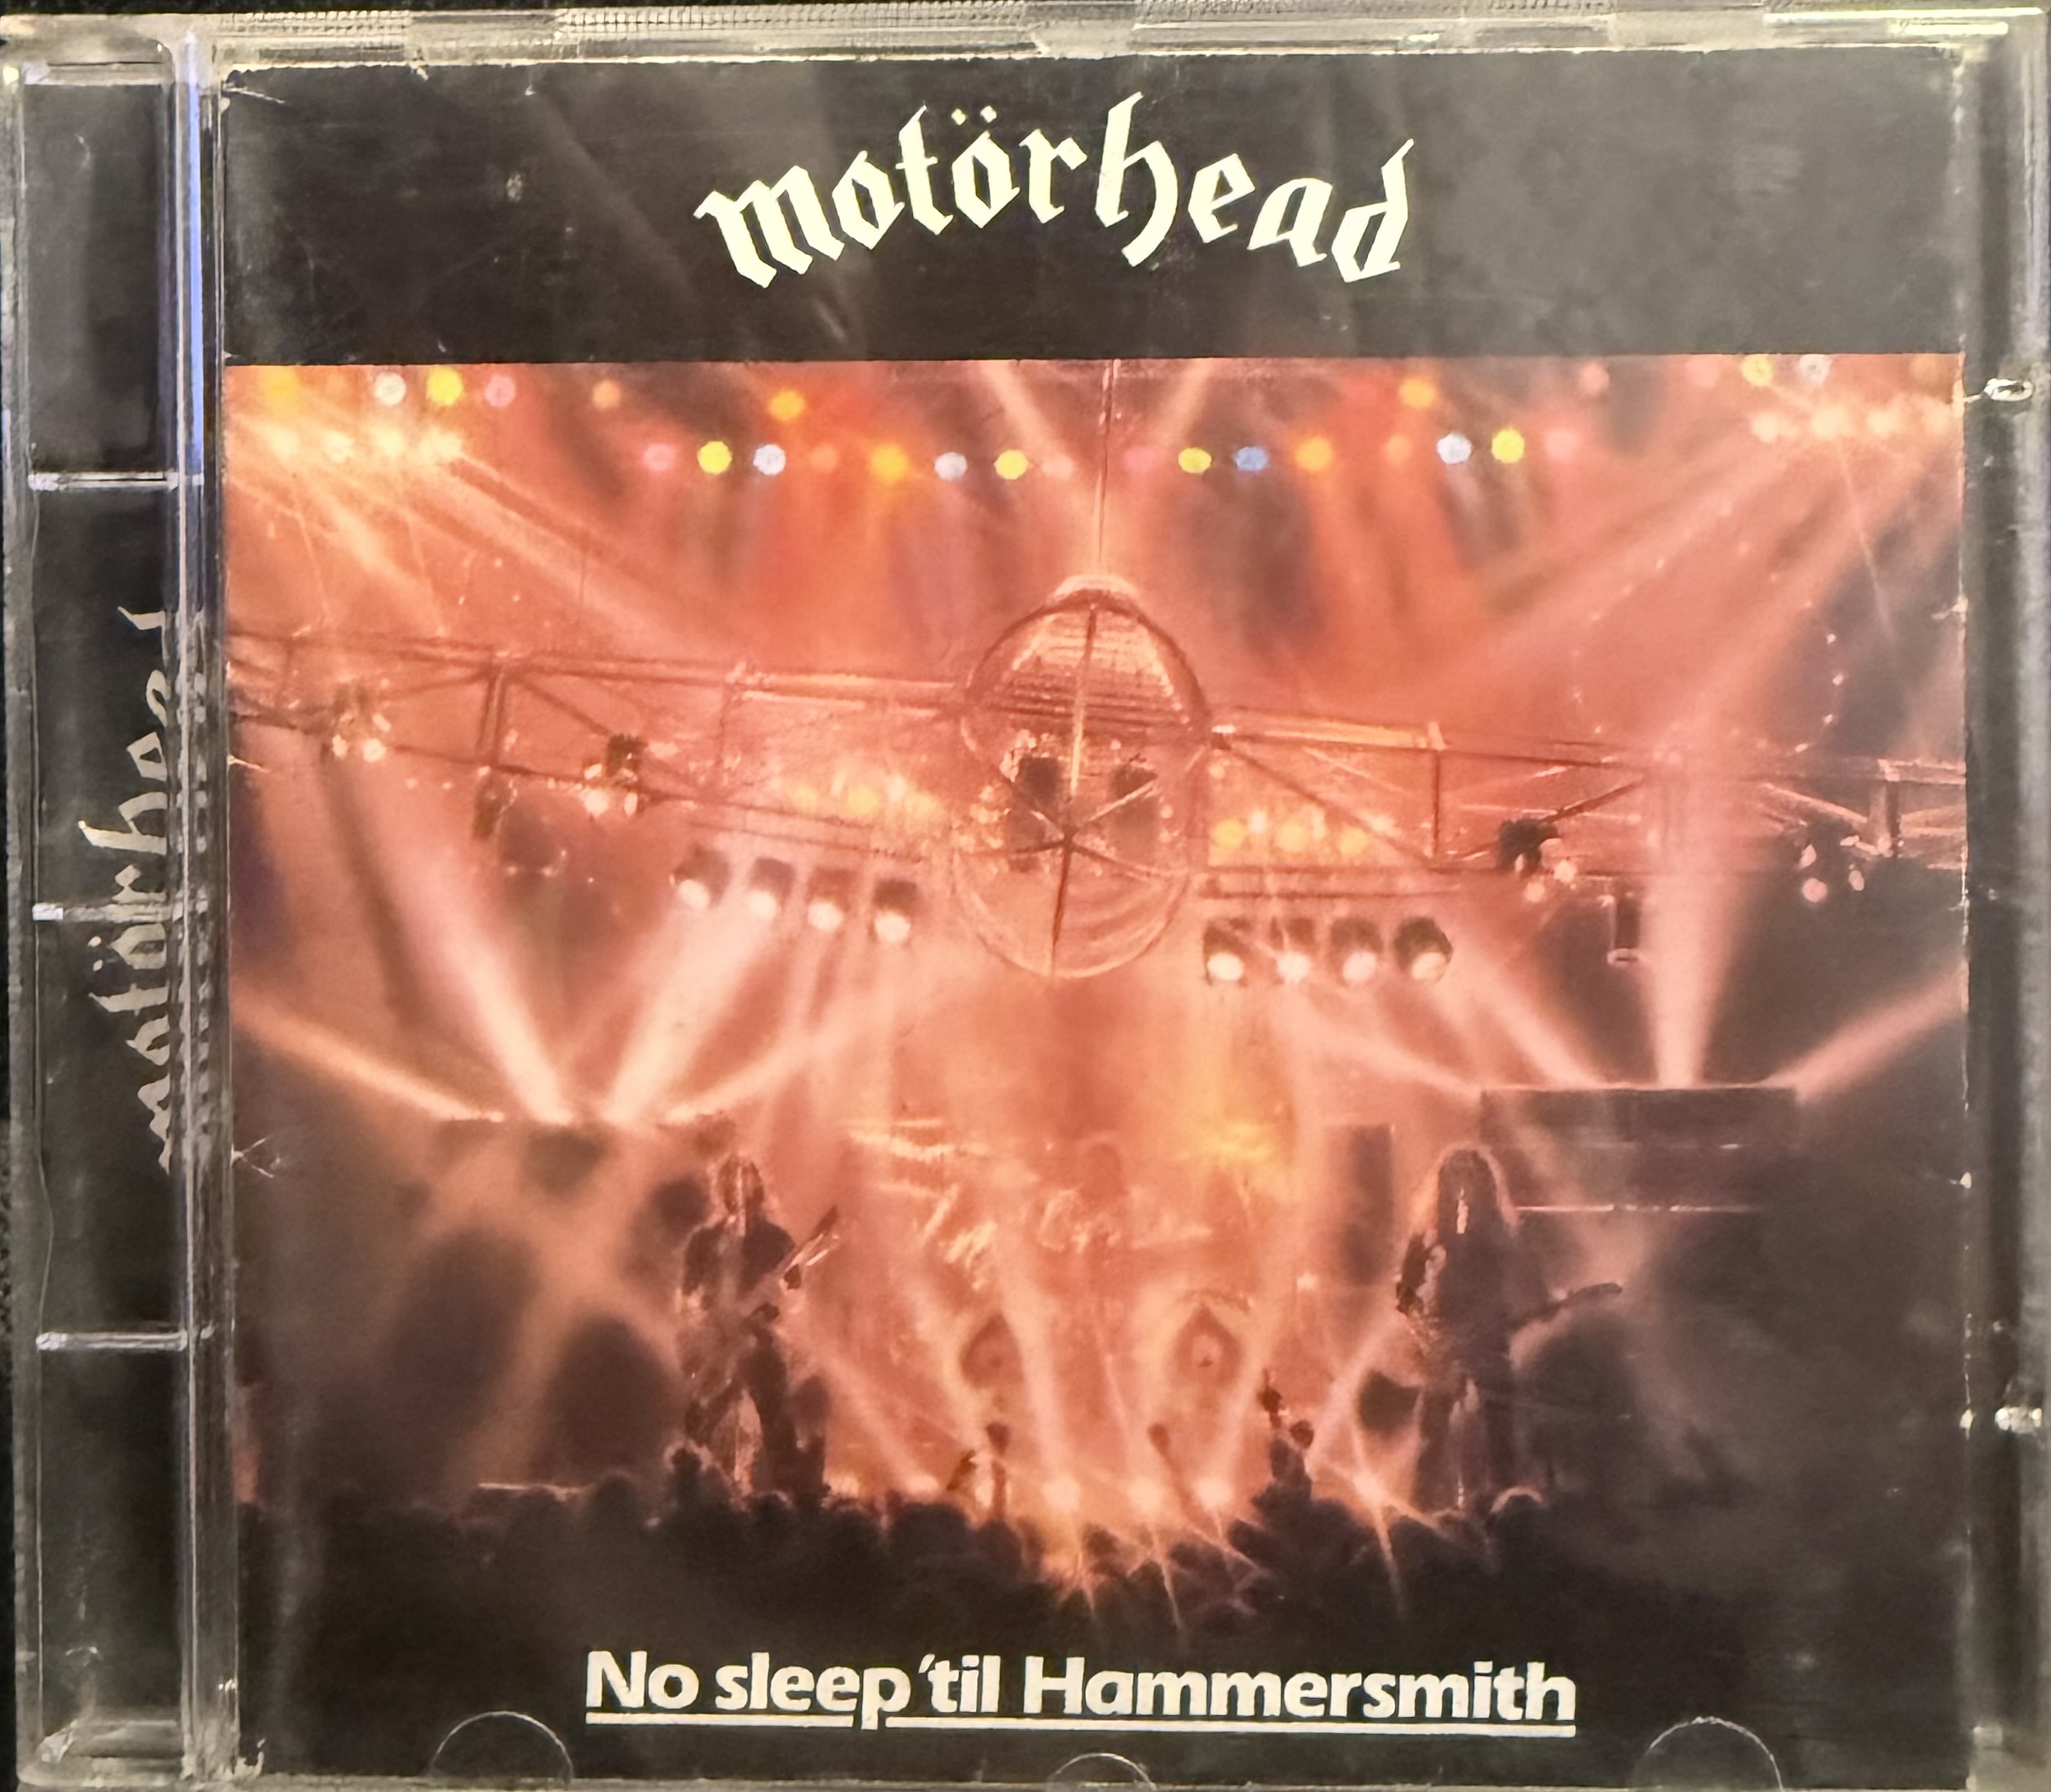 motörhead
motörhead
No sleep 'til Hammersmith